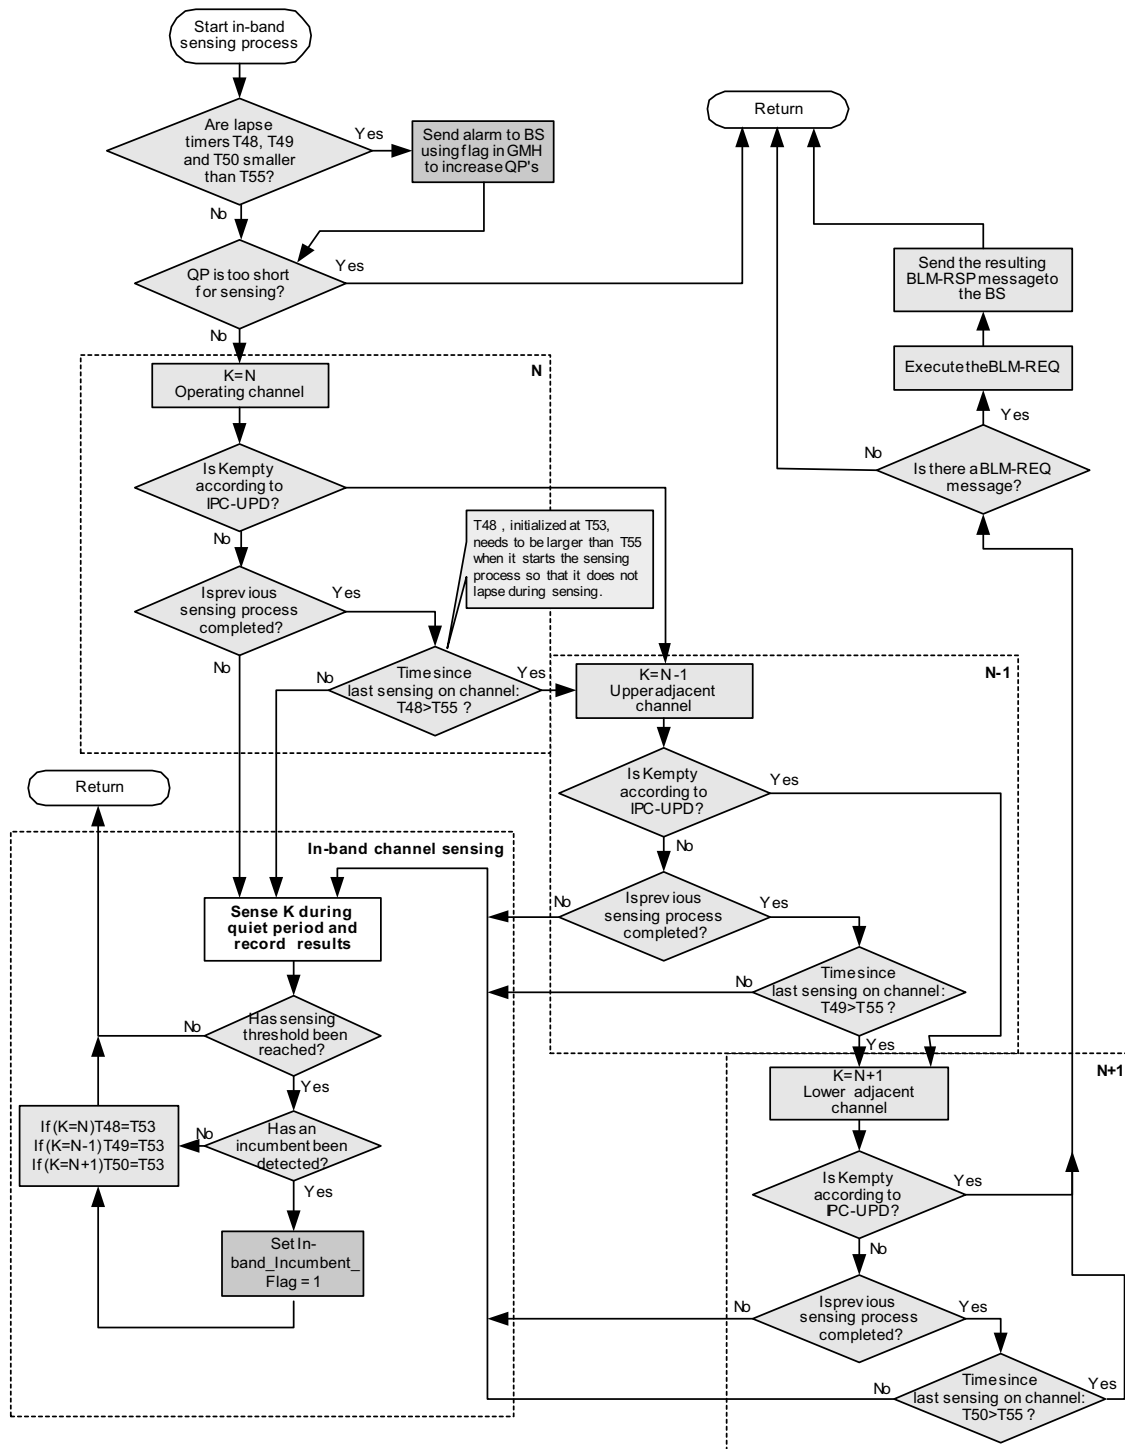 Start in-band
sensing process
Are lapse
timers T48, T49
and T50 smaller
than T55?
Yes
Send alarm to BS
using flag in GMH
to increase QP's
No
QP is too short
for sensing?
Yes
No
Return
Send the resulting
BLM-RSP message to
the BS
Execute the BLM-REQ
Yes
No
Is there a BLM-REQ
message?
N
K=N
Operating channel
Is K empty
according to
IPC-UPD?
No
T48 , initialized at T53,
needs to be larger than T55
when it starts the sensing
process so that it does not
lapse during sensing.
Is previous
sensing process
completed?
Yes
No
Time since
last sensing on channel:
T48>T55 ?
No
Yes
N-1
K=N-1
Upper adjacent
channel
Is K empty
according to
IPC-UPD?
Yes
No
Is previous
sensing process
completed?
No
Yes
Time since
last sensing on channel:
T49>T55 ?
No
Yes
Return
In-band channel sensing
Sense K during
quiet period and
record results
Has sensing
threshold been
reached?
No
Yes
Has an
incumbent been
detected?
No
If (K=N) T48=T53
If (K=N-1) T49=T53
If (K=N+1) T50=T53
Yes
Set In-
band_Incumbent_
Flag = 1
N+1
K=N+1
Lower adjacent
channel
Is K empty
according to
IPC-UPD?
Yes
No
Is previous
sensing process
completed?
No
Yes
Time since
last sensing on channel:
T50>T55 ?
No
Yes